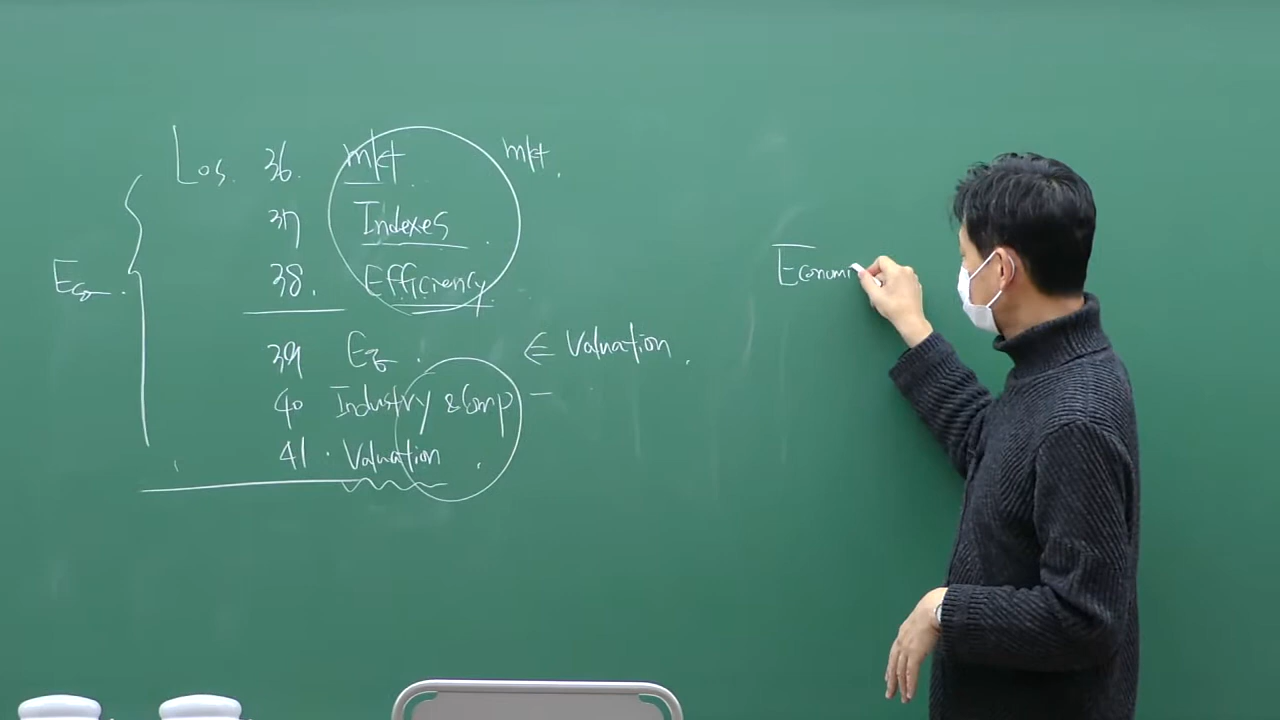 Los. 36. mkt. mkt.
37 Indexes.
38. Efficiency
Eq.
39 Eq. ⇐ Valuation.
40 Industry & Comp -
41. Valuation.
Economi